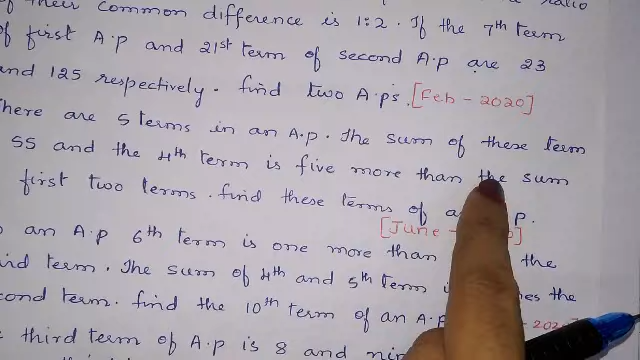 of their common difference is 1:2. If the 7th term
of first A.p and 21st term of second A.p are 23
and 125 respectively. find two A.p's. [Feb - 2020]
There are 5 terms in an A.p. The sum of these term
55 and the 4th term is five more than the sum
first two terms. find these terms of a p.
[June -
an A.p 6th term is one more than the
term. The sum of 4th and 5th term is the
second term. find the 10th term of an A.p
third term of A.p is 8 and